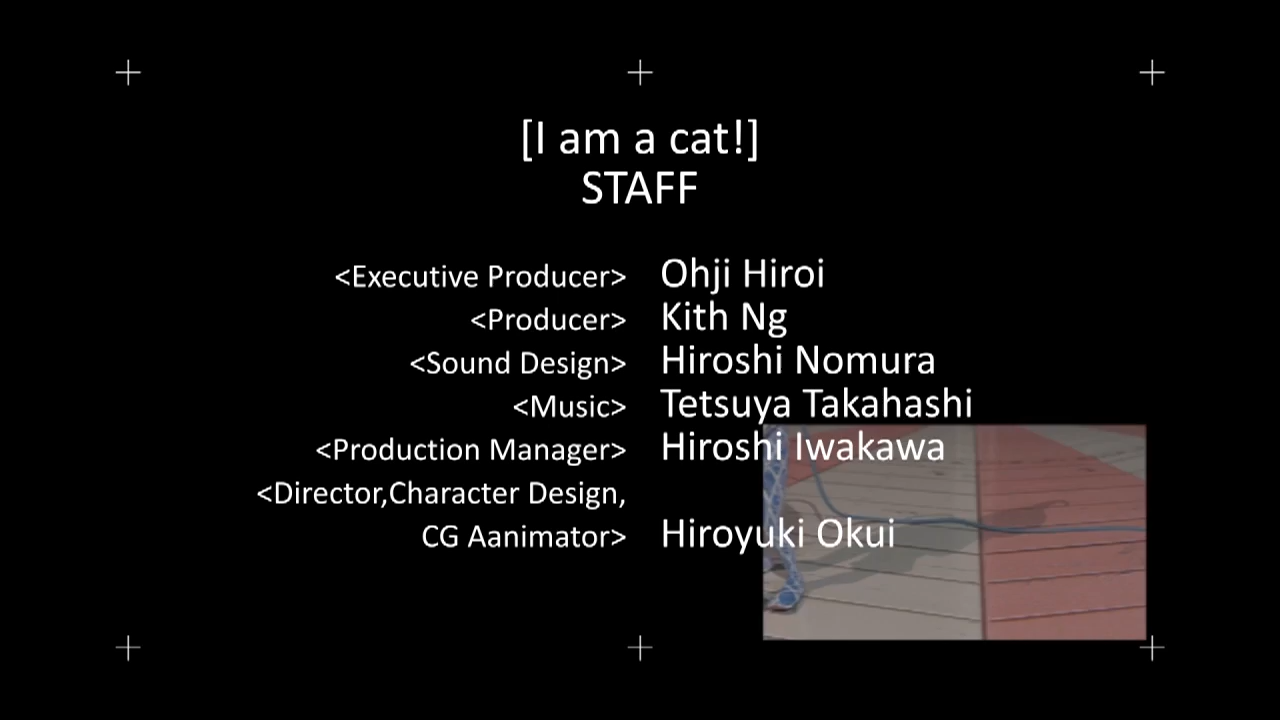 [I am a cat!]
STAFF
<Executive Producer> Ohji Hiroi
<Producer> Kith Ng
<Sound Design> Hiroshi Nomura
<Music> Tetsuya Takahashi
<Production Manager> Hiroshi Iwakawa
<Director,Character Design,
CG Aanimator> Hiroyuki Okui